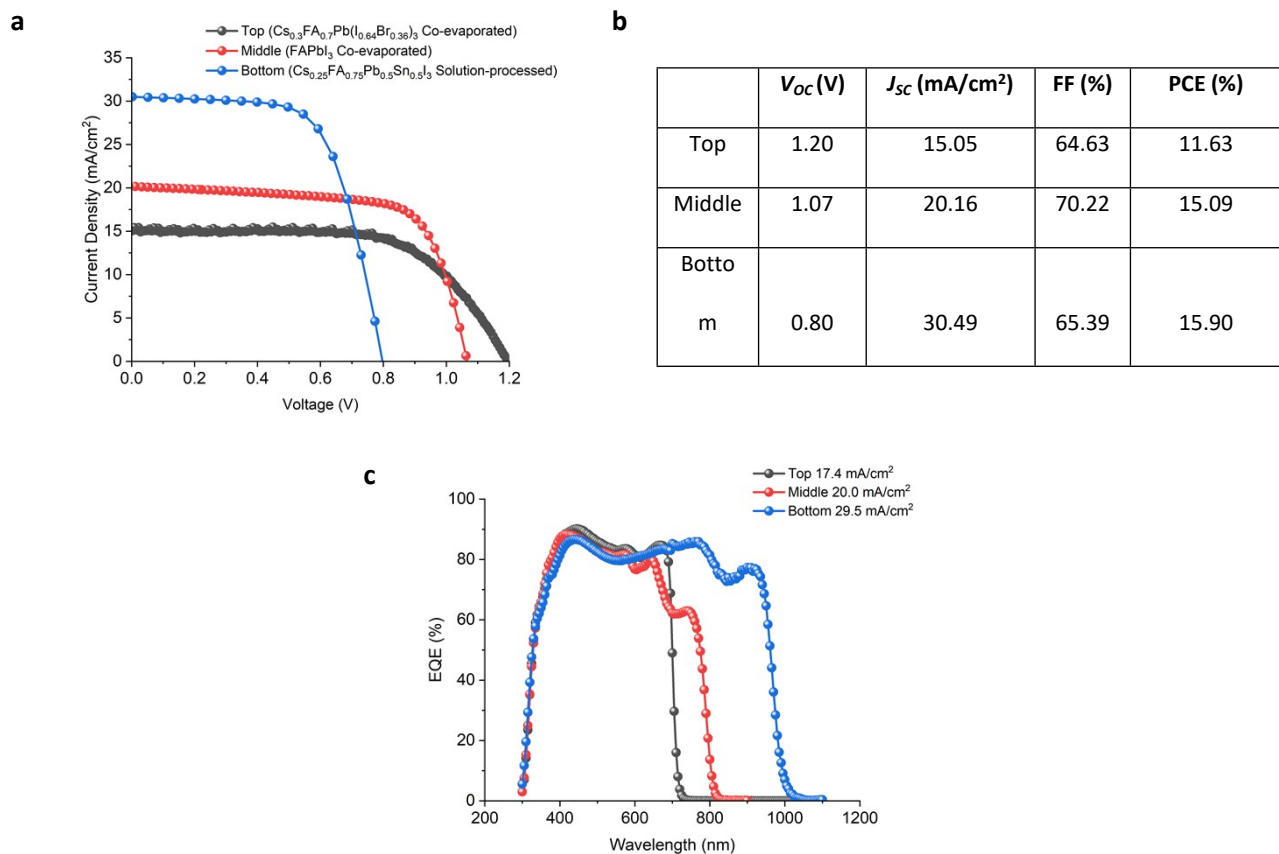 a
Top (Cs0.3FA0.7Pb(I0.64Br0.36)3 Co-evaporated)
Middle (FAPbI3 Co-evaporated)
Bottom (Cs0.25FA0.75Pb0.5Sn0.5I3 Solution-processed)
35
30
25
20
15
10
5
0
0.0 0.2 0.4 0.6 0.8 1.0 1.2
Current Density (mA/cm2)
Voltage (V)
b
VOC (V) JSC (mA/cm2) FF (%) PCE (%)
Top 1.20 15.05 64.63 11.63
Middle 1.07 20.16 70.22 15.09
Botto
m 0.80 30.49 65.39 15.90
c
Top 17.4 mA/cm2
Middle 20.0 mA/cm2
Bottom 29.5 mA/cm2
100
80
60
40
20
0
200 400 600 800 1000 1200
EQE (%)
Wavelength (nm)